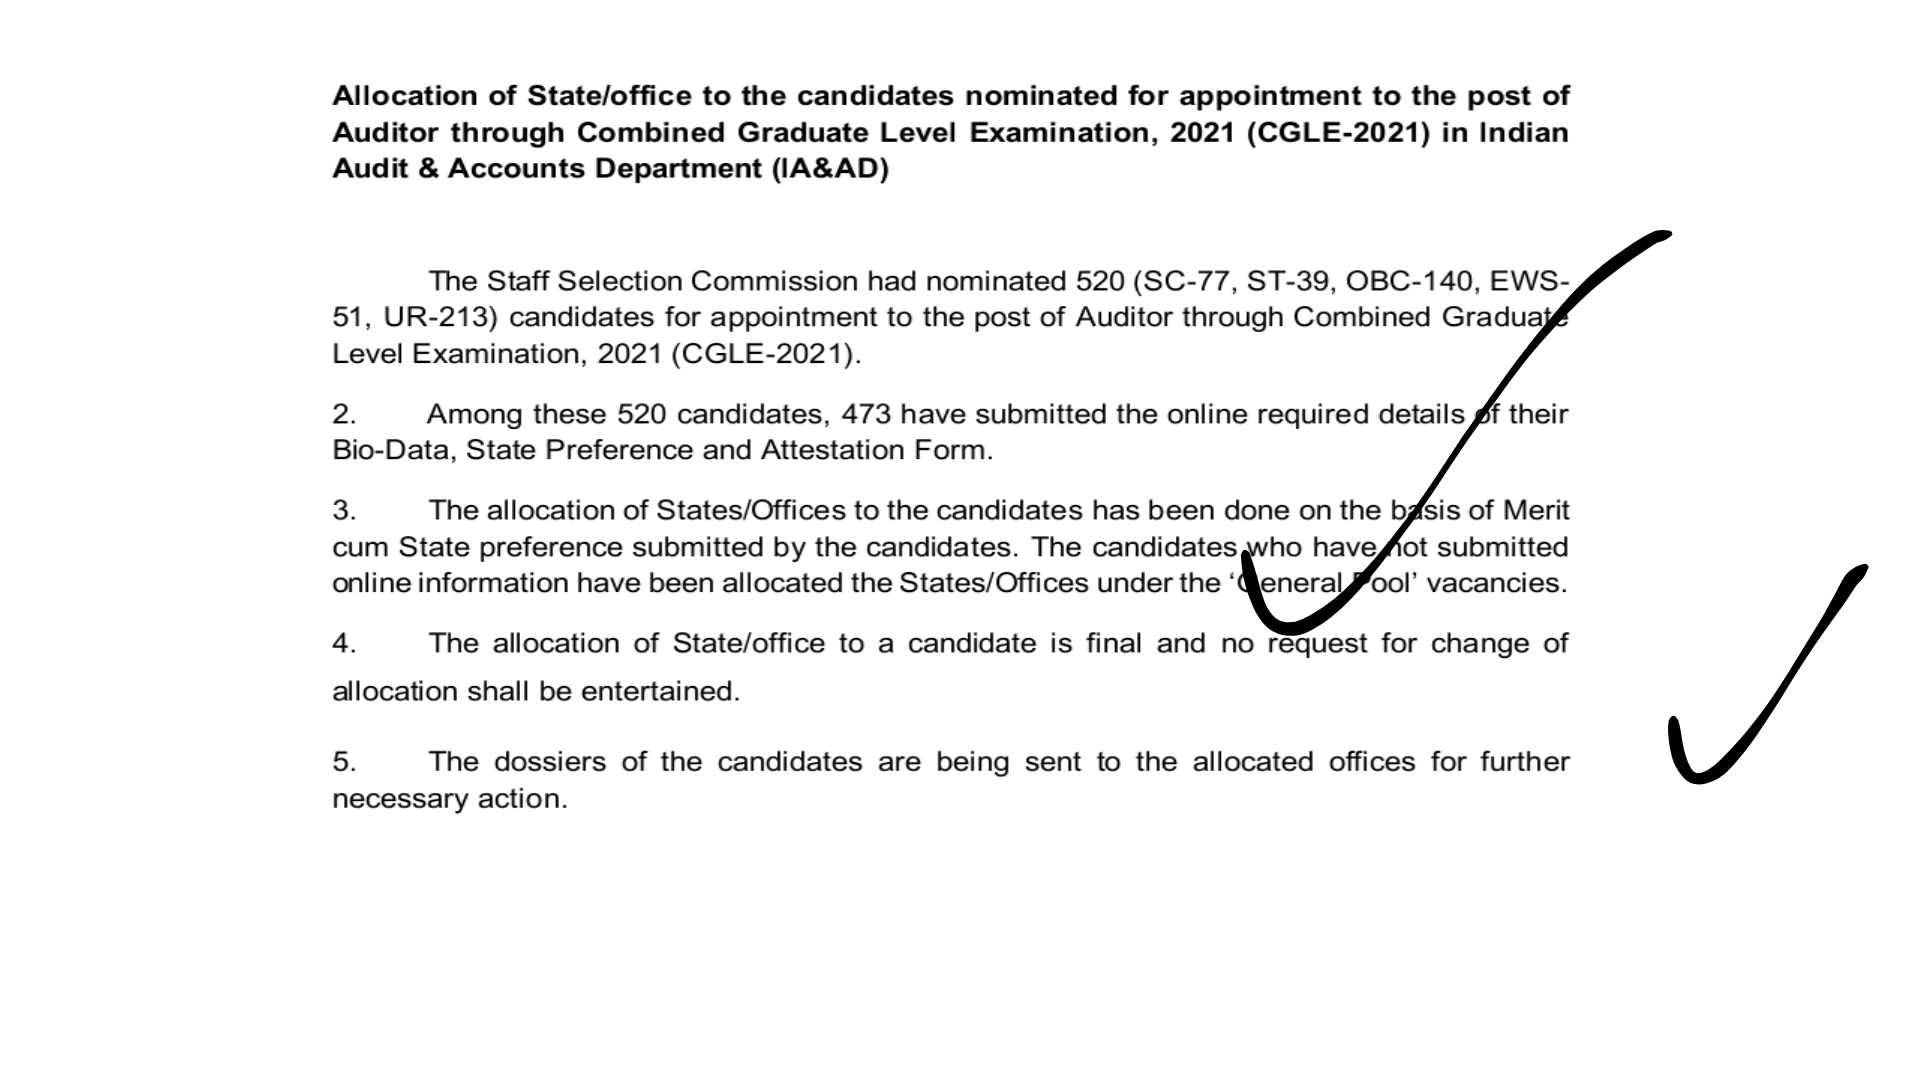 Allocation of State/office to the candidates nominated for appointment to the post of
Auditor through Combined Graduate Level Examination, 2021 (CGLE-2021) in Indian
Audit & Accounts Department (IA&AD)
The Staff Selection Commission had nominated 520 (SC-77, ST-39, OBC-140, EWS-
51, UR-213) candidates for appointment to the post of Auditor through Combined Graduate
Level Examination, 2021 (CGLE-2021).
2. Among these 520 candidates, 473 have submitted the online required details of their
Bio-Data, State Preference and Attestation Form.
3. The allocation of States/Offices to the candidates has been done on the basis of Merit
cum State preference submitted by the candidates. The candidates who have not submitted
online information have been allocated the States/Offices under the ‘General Pool’ vacancies.
4. The allocation of State/office to a candidate is final and no request for change of
allocation shall be entertained.
5. The dossiers of the candidates are being sent to the allocated offices for further
necessary action.